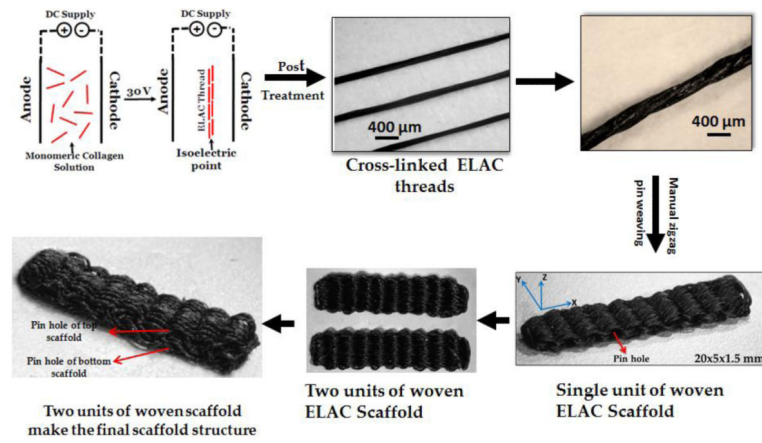 DC Supply
+ -
Anode
Cathode
Monomeric Collagen
Solution
30V
DC Supply
+ -
Anode
ELAC Thread
Cathode
Isoelectric
point
Post
Treatment
400 µm
Cross-linked ELAC
threads
400 µm
Manual zigzag
pin weaving
Y
Z
X
Pin hole
20x5x1.5 mm
Single unit of woven
ELAC Scaffold
Two units of woven
ELAC Scaffold
Pin hole of top
scaffold
Pin hole of bottom
scaffold
Two units of woven scaffold
make the final scaffold structure